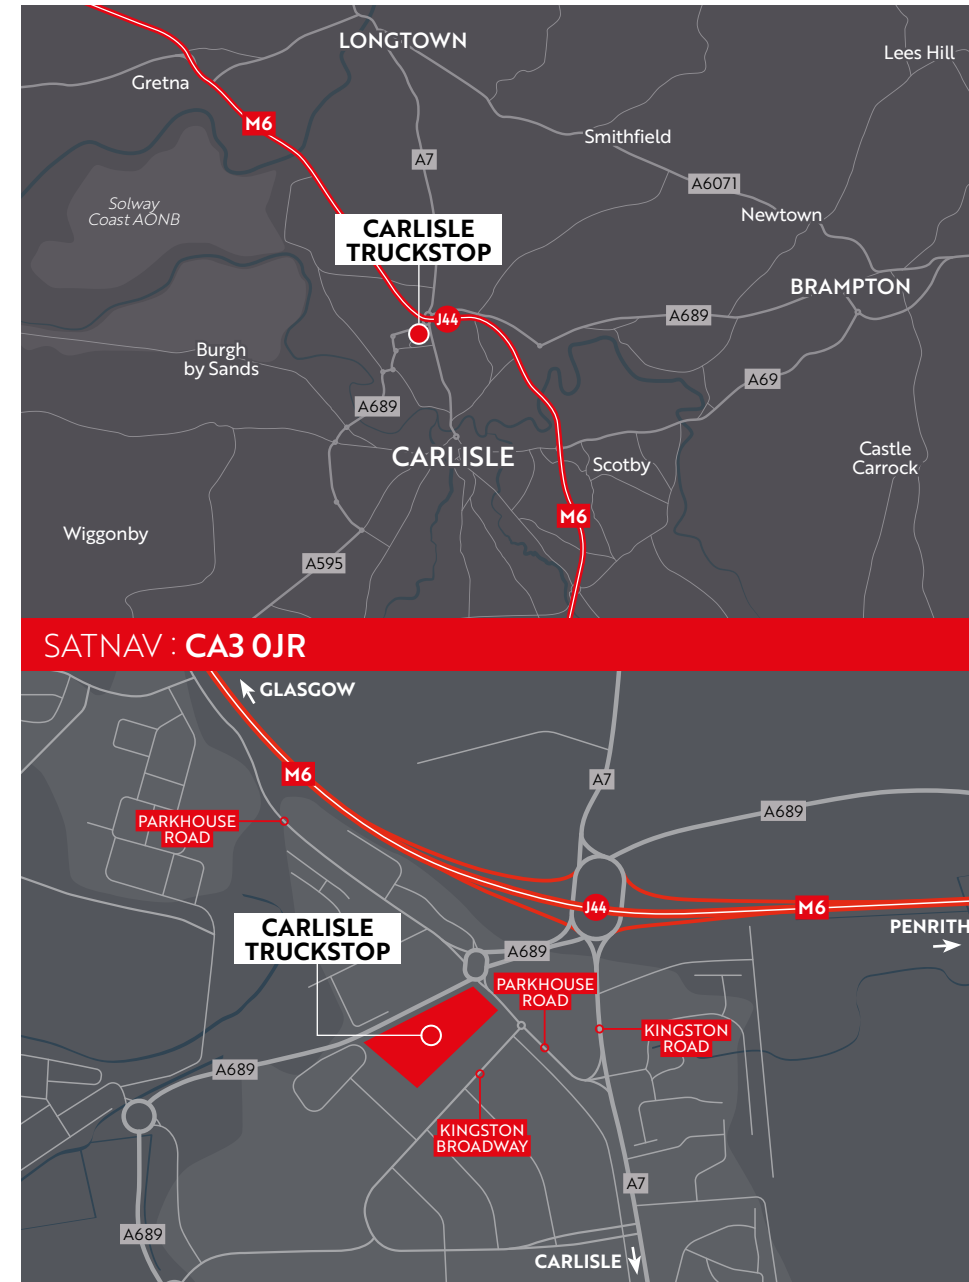 LONGTOWN
Lees Hill
Gretna
M6
Smithfield
A7
A6071
Solway
Coast AONB
Newtown
CARLISLE
TRUCKSTOP
BRAMPTON
J44
A689
Burgh
by Sands
A69
A689
CARLISLE
Scotby
Castle
Carrock
M6
Wiggonby
A595
SATNAV : CA3 0JR
GLASGOW
M6
A7
A689
PARKHOUSE
ROAD
J44
M6
CARLISLE
TRUCKSTOP
PENRITH
A689
PARKHOUSE
ROAD
KINGSTON
ROAD
A689
KINGSTON
BROADWAY
A7
A689
CARLISLE